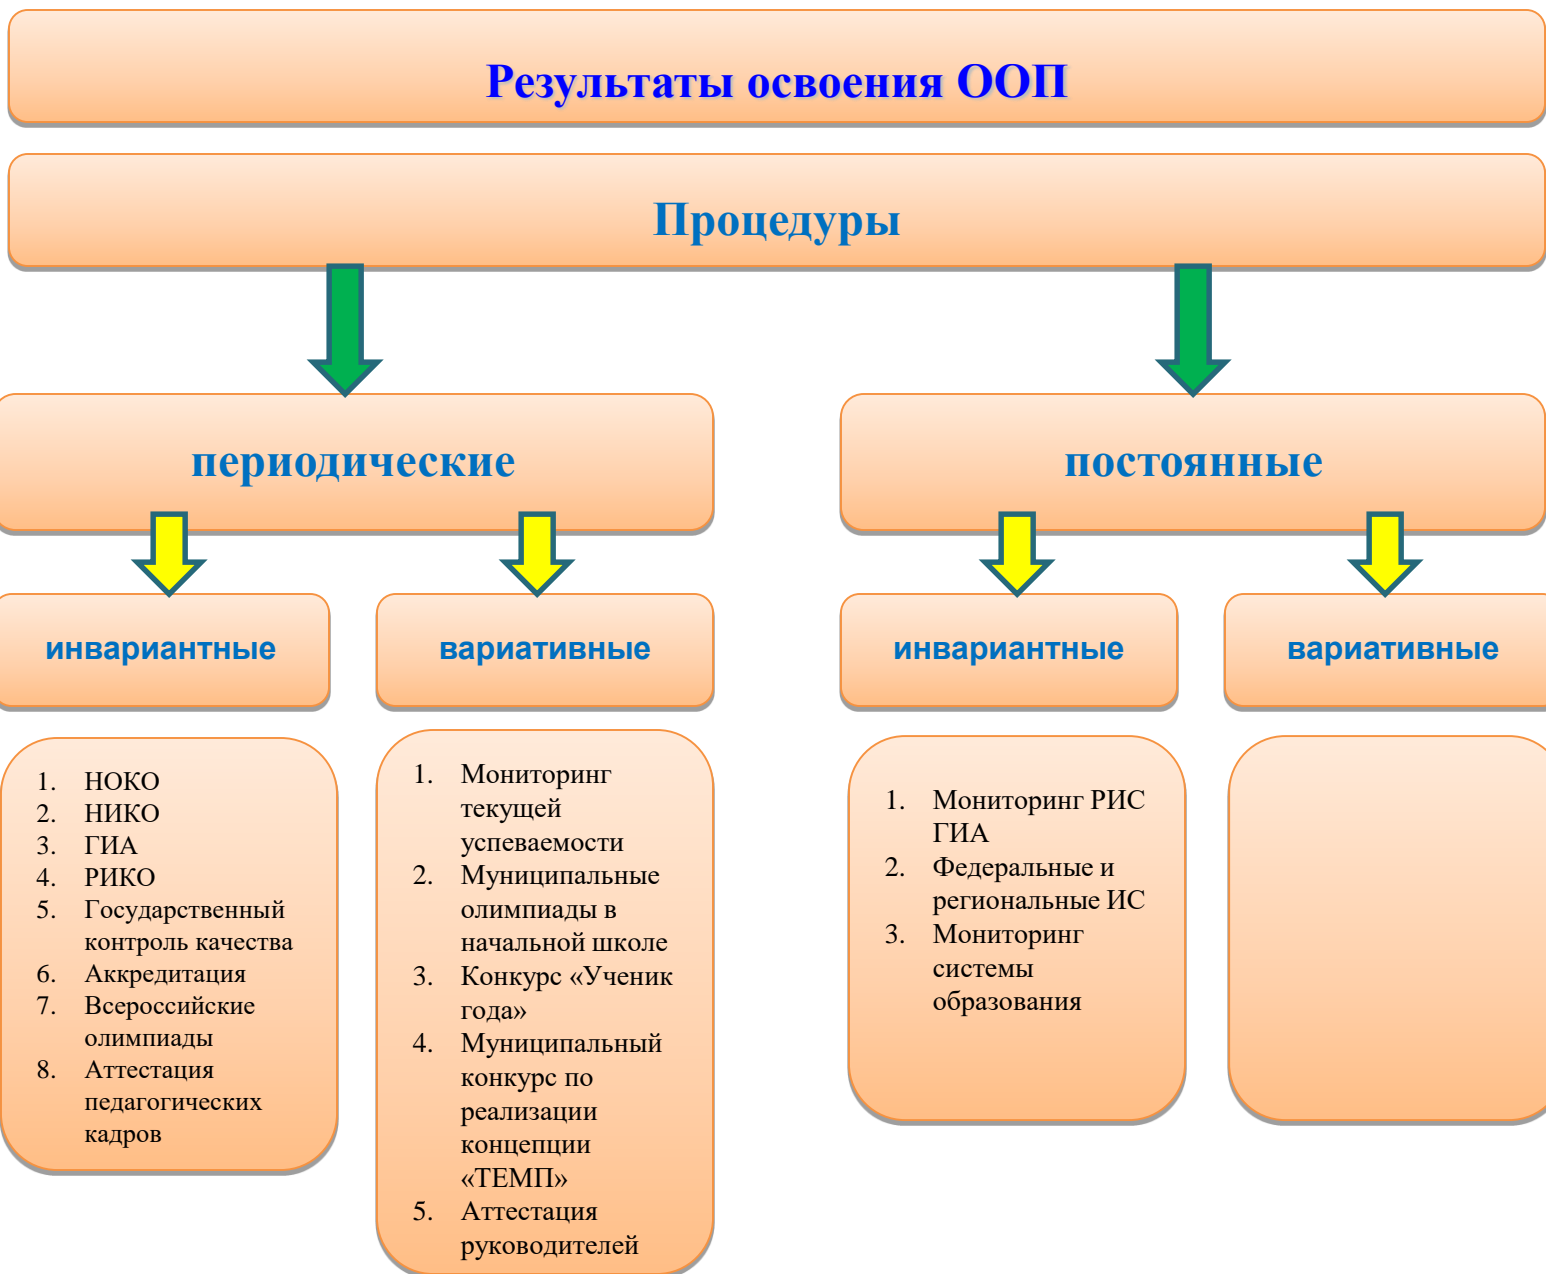 Результаты освоения ООП
Процедуры
периодические
постоянные
инвариантные
вариативные
инвариантные
вариативные
1. НОКО
2. НИКО
3. ГИА
4. РИКО
5. Государственный
контроль качества
6. Аккредитация
7. Всероссийские
олимпиады
8. Аттестация
педагогических
кадров
1. Мониторинг
текущей
успеваемости
2. Муниципальные
олимпиады в
начальной школе
3. Конкурс «Ученик
года»
4. Муниципальный
конкурс по
реализации
концепции
«ТЕМП»
5. Аттестация
руководителей
1. Мониторинг РИС
ГИА
2. Федеральные и
региональные ИС
3. Мониторинг
системы
образования